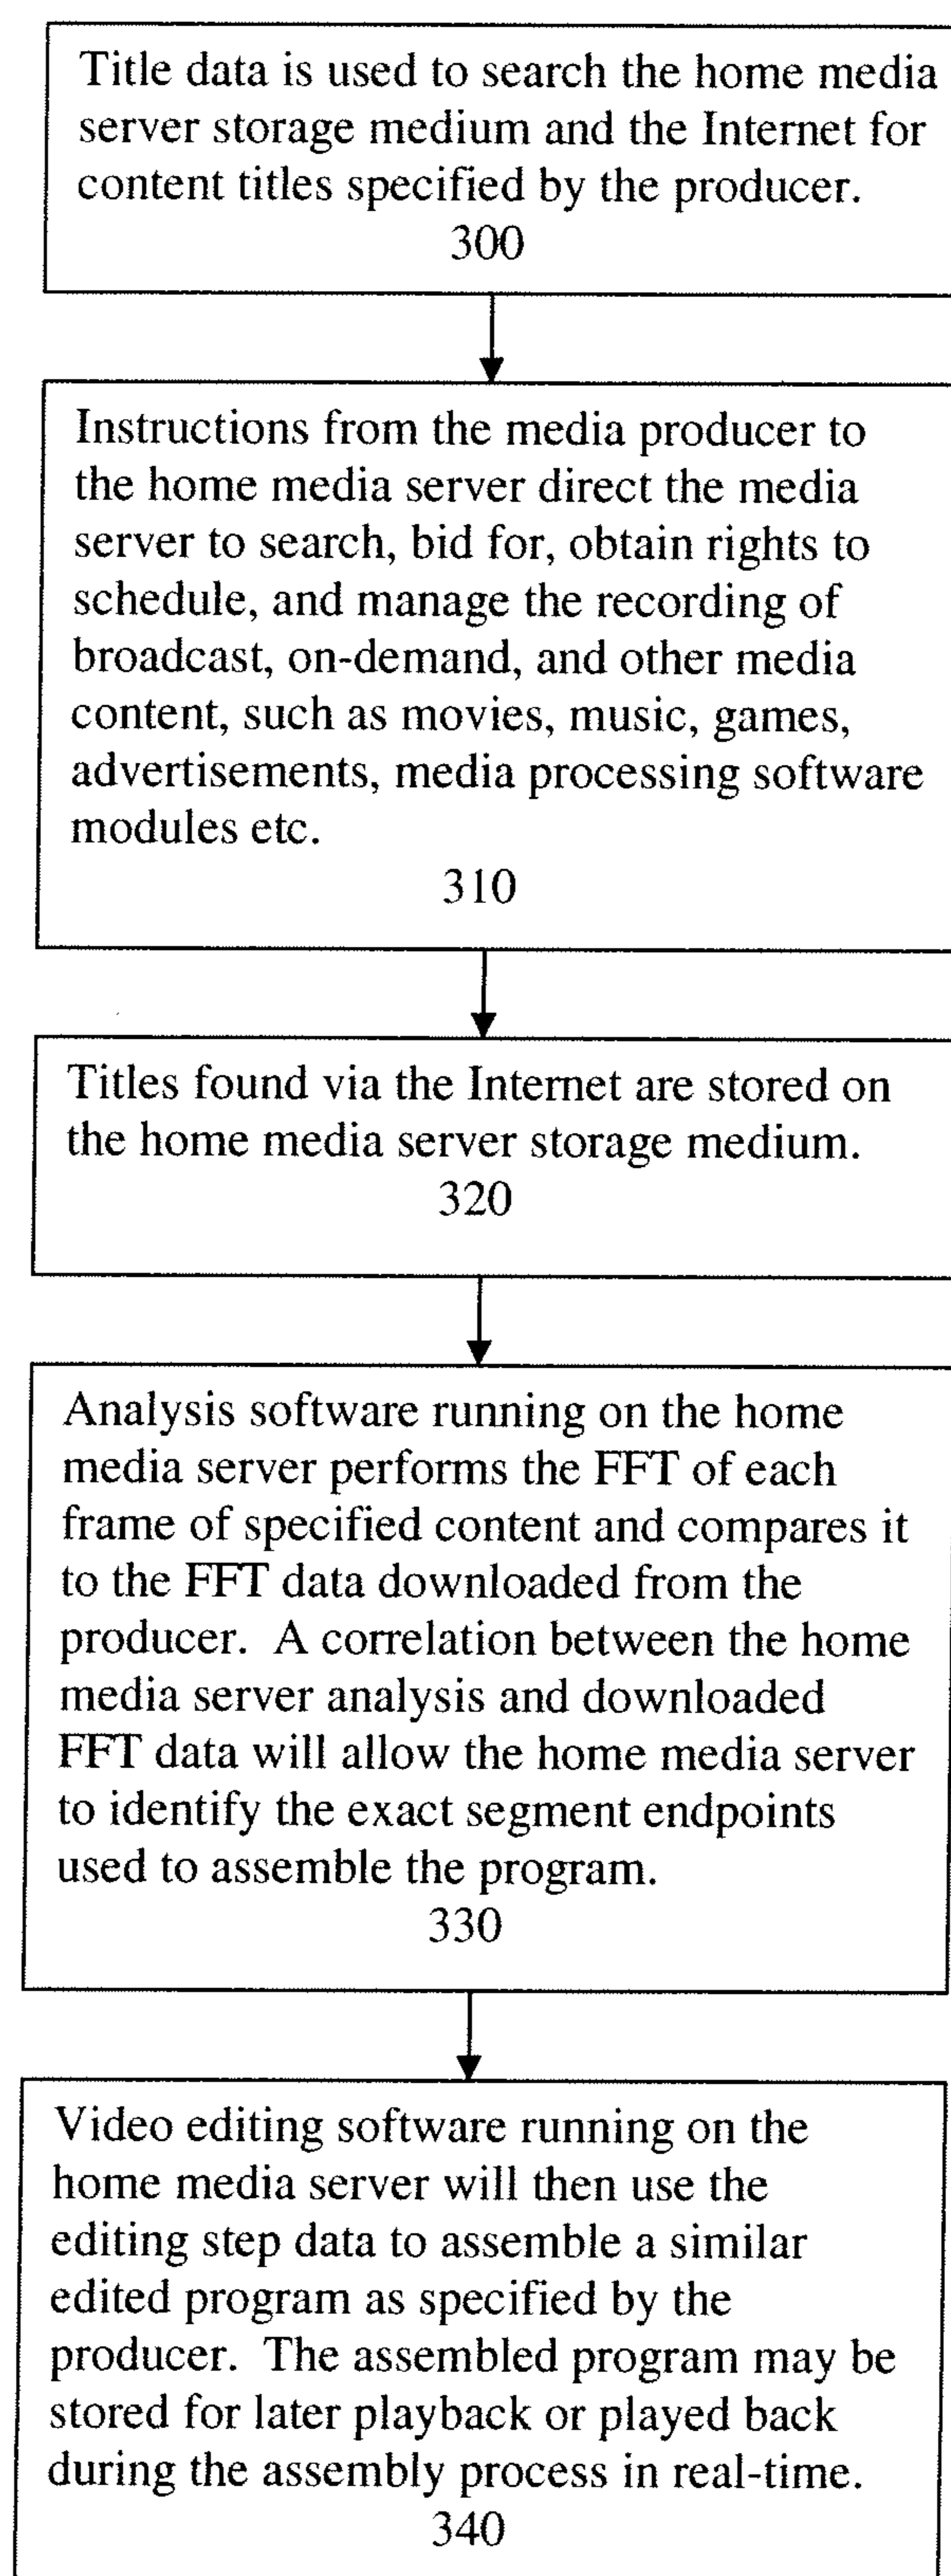 Title data is used to search the home media
server storage medium and the Internet for
content titles specified by the producer.
300
Instructions from the media producer to
the home media server direct the media
server to search, bid for, obtain rights to
schedule, and manage the recording of
broadcast, on-demand, and other media
content, such as movies, music, games,
advertisements, media processing software
modules etc.
310
Titles found via the Internet are stored on
the home media server storage medium.
320
Analysis software running on the home
media server performs the FFT of each
frame of specified content and compares it
to the FFT data downloaded from the
producer.  A correlation between the home
media server analysis and downloaded
FFT data will allow the home media server
to identify the exact segment endpoints
used to assemble the program.
330
Video editing software running on the
home media server will then use the
editing step data to assemble a similar
edited program as specified by the
producer.  The assembled program may be
stored for later playback or played back
during the assembly process in real-time.
340